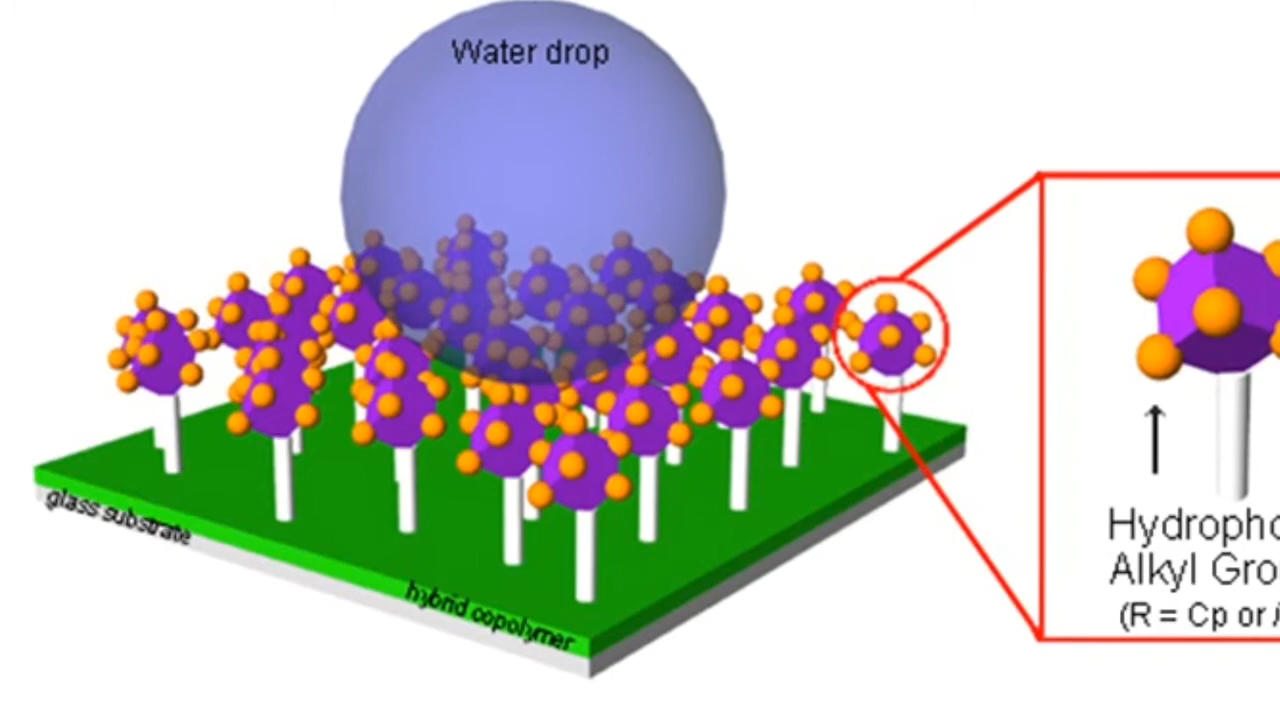 Water drop
glass substrate
hybrid copolymer
Hydropho
Alkyl Gro
(R = Cp or